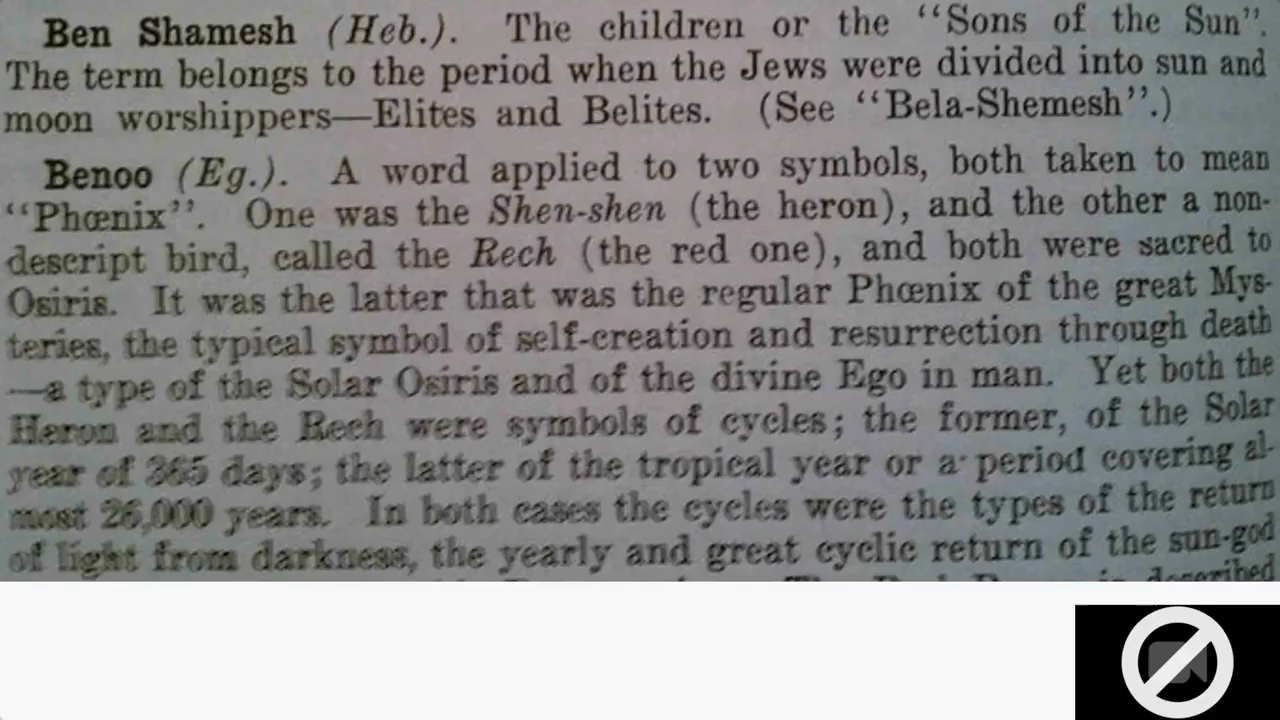 Ben Shamesh (Heb.). The children or the “Sons of the Sun”.
The term belongs to the period when the Jews were divided into sun and
moon worshippers—Elites and Belites. (See “Bela-Shemesh”.)
Benoo (Eg.). A word applied to two symbols, both taken to mean
“Phœnix”. One was the Shen-shen (the heron), and the other a non-
descript bird, called the Rech (the red one), and both were sacred to
Osiris. It was the latter that was the regular Phœnix of the great Mys-
teries, the typical symbol of self-creation and resurrection through death
—a type of the Solar Osiris and of the divine Ego in man. Yet both the
Heron and the Rech were symbols of cycles; the former, of the Solar
year of 365 days; the latter of the tropical year or a period covering al-
most 26,000 years. In both cases the cycles were the types of the return
of light from darkness, the yearly and great cyclic return of the sun-god
is described